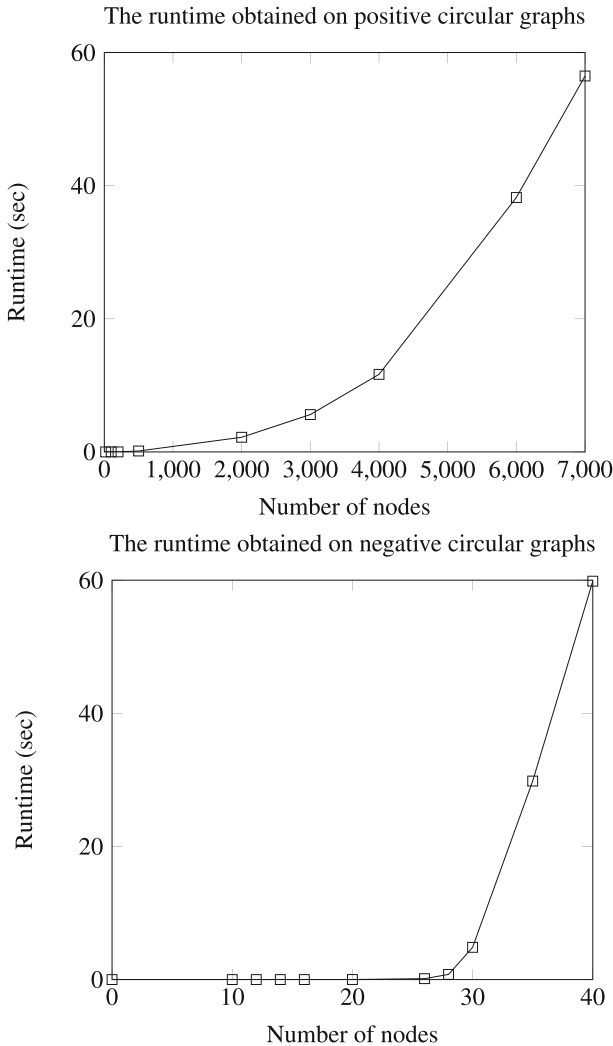 The runtime obtained on positive circular graphs
60
40
20
0
Runtime (sec)
0 1,000 2,000 3,000 4,000 5,000 6,000 7,000
Number of nodes
The runtime obtained on negative circular graphs
60
40
20
0
Runtime (sec)
0 10 20 30 40
Number of nodes